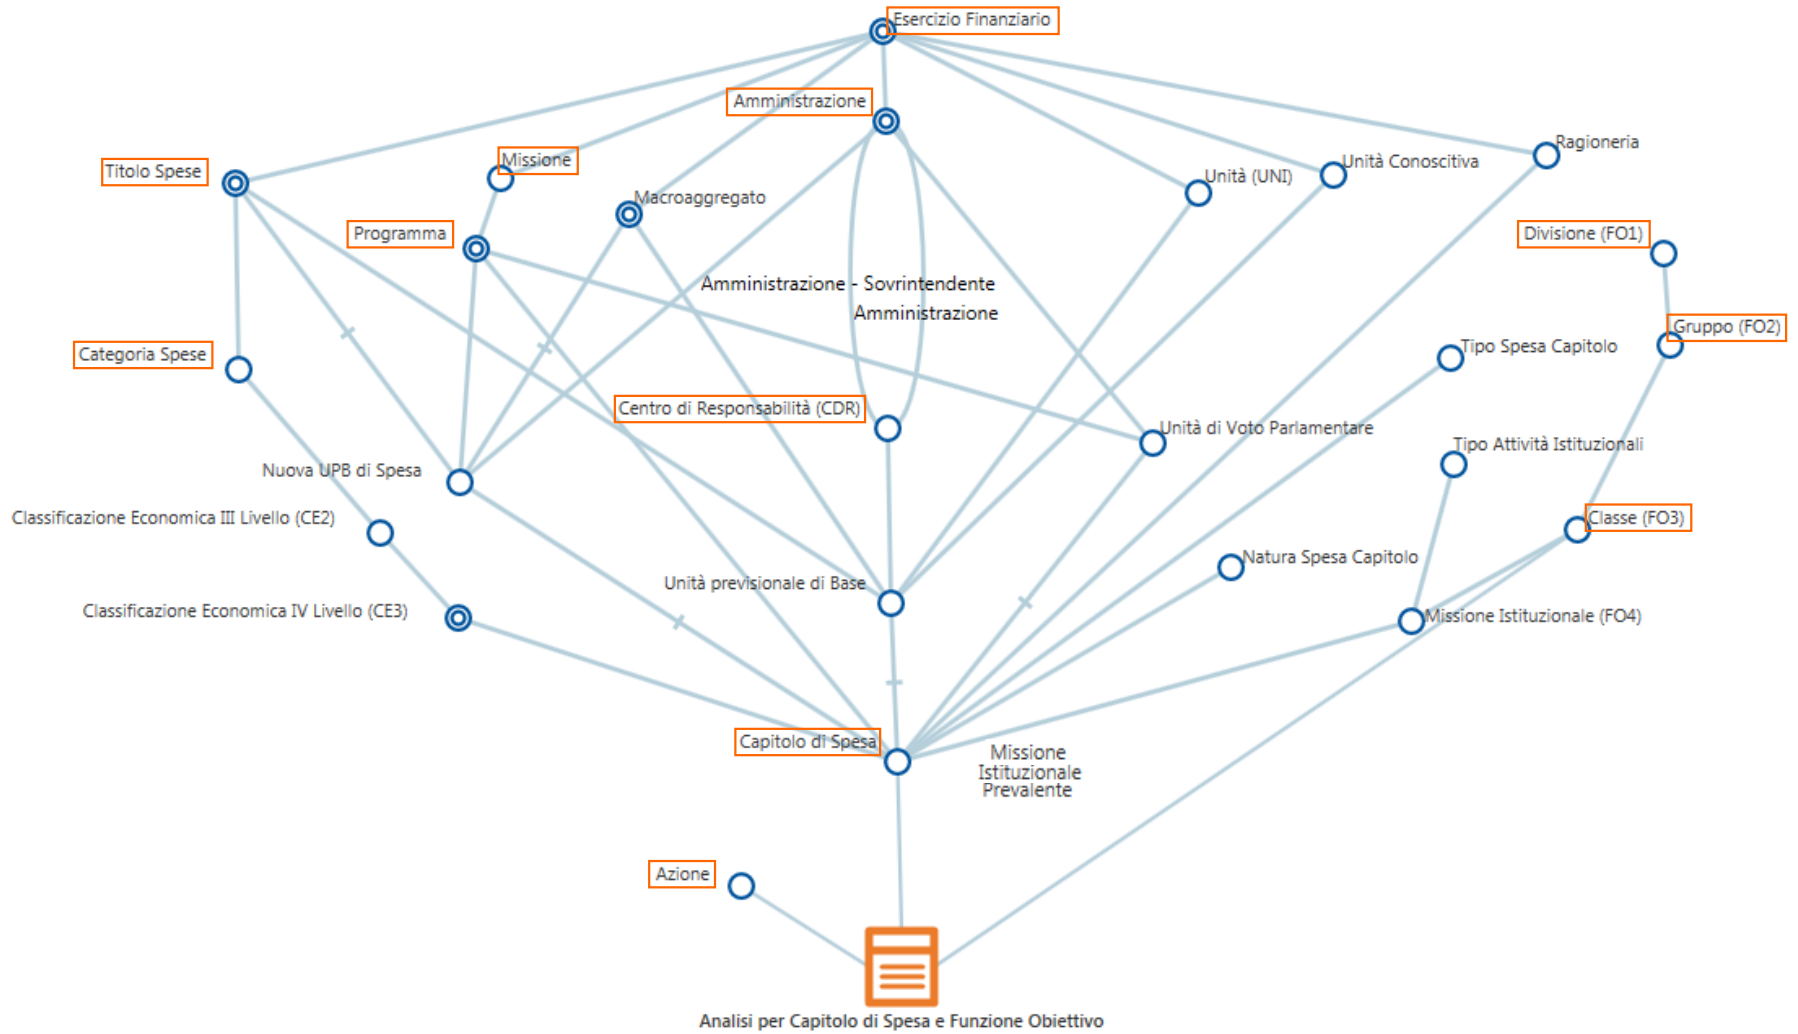 Esercizio Finanziario
Amministrazione
Ragioneria
Missione
Unità Conoscitiva
Titolo Spese
Unità (UNI)
Macroaggregato
Programma
Divisione (FO1)
Amministrazione - Sovrintendente
Amministrazione
Gruppo (FO2)
Categoria Spese
Tipo Spesa Capitolo
Centro di Responsabilità (CDR)
Unità di Voto Parlamentare
Tipo Attività Istituzionali
Nuova UPB di Spesa
Classificazione Economica III Livello (CE2)
Classe (FO3)
Natura Spesa Capitolo
Unità previsionale di Base
Classificazione Economica IV Livello (CE3)
Missione Istituzionale (FO4)
Capitolo di Spesa
Missione
Istituzionale
Prevalente
Azione
Analisi per Capitolo di Spesa e Funzione Obiettivo